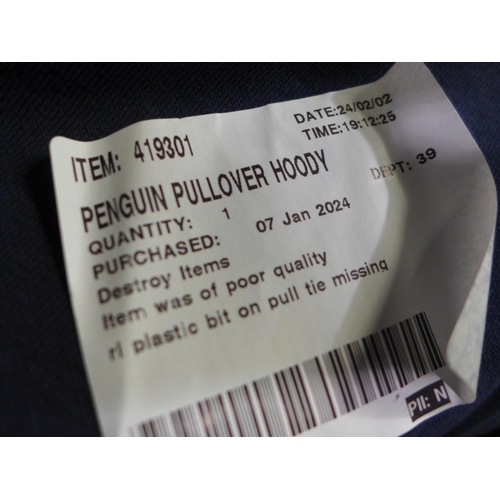 DATE:24/02/02
ITEM: 419301 TIME:19:12:25
PENGUIN PULLOVER HOODY
QUANTITY: 1 DEPT: 39
PURCHASED: 07 Jan 2024
Destroy Items
Item was of poor quality
rl plastic bit on pull tie missing
PII: N